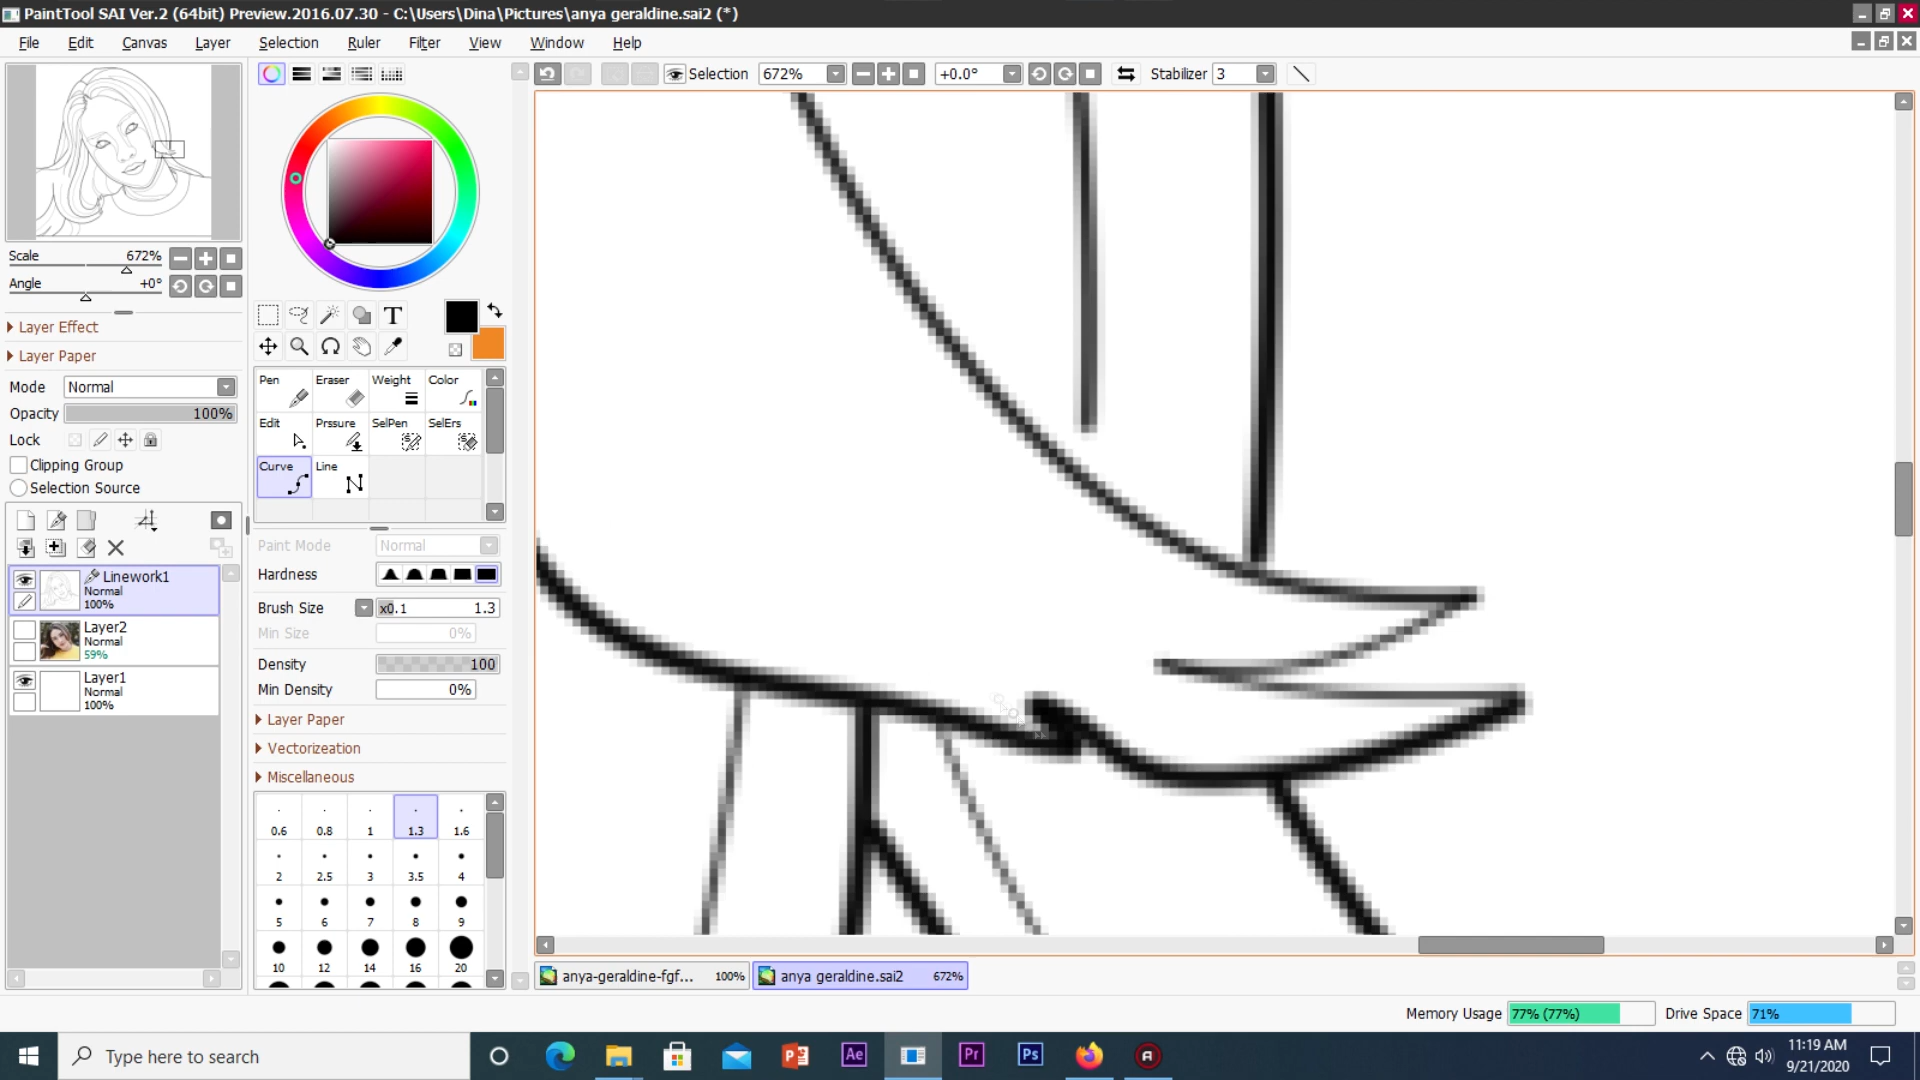 PaintTool SAI Ver.2 (64bit) Preview.2016.07.30 - C:\Users\Dina\Pictures\anya geraldine.sai2 (*)
File Edit Canvas Layer Selection Ruler Filter View Window Help
Selection 672% +0.0° Stabilizer 3
Scale 672%
Angle +0°
Layer Effect
Layer Paper
Mode Normal
Opacity 100%
Lock
Clipping Group
Selection Source
Linework1
Normal
100%
Layer2
Normal
59%
Layer1
Normal
100%
T
Pen Eraser Weight Color
Edit Prssure SelPen SelErs
Curve Line
Paint Mode Normal
Hardness
Brush Size x0.1 1.3
Min Size 0%
Density 100
Min Density 0%
Layer Paper
Vectorizeation
Miscellaneous
0.6 0.8 1 1.3 1.6
2 2.5 3 3.5 4
5 6 7 8 9
10 12 14 16 20
anya-geraldine-fgf... 100% anya geraldine.sai2 672%
Memory Usage 77% (77%) Drive Space 71%
Type here to search
Ae Pr Ps
11:19 AM
9/21/2020